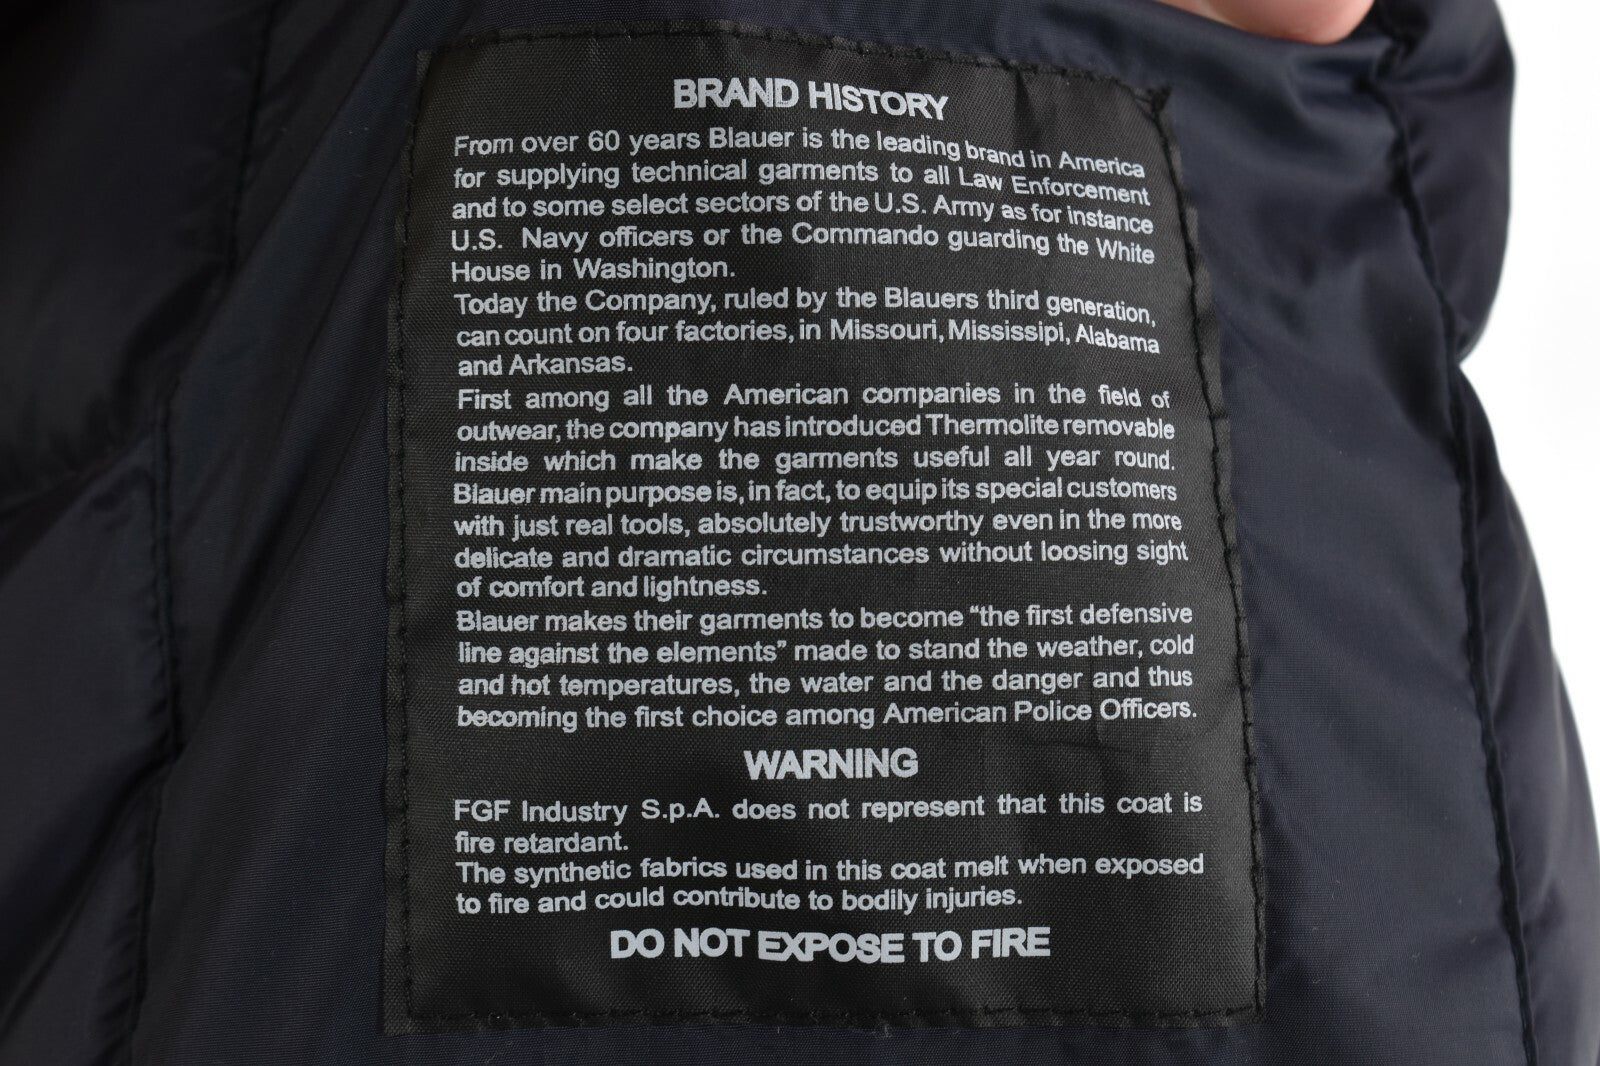 BRAND HISTORY
From over 60 years Blauer is the leading brand in America
for supplying technical garments to all Law Enforcement
and to some select sectors of the U.S. Army as for instance
U.S. Navy officers or the Commando guarding the White
House in Washington.
Today the Company, ruled by the Blauers third generation,
can count on four factories, in Missouri, Mississipi, Alabama
and Arkansas.
First among all the American companies in the field of
outwear, the company has introduced Thermolite removable
inside which make the garments useful all year round.
Blauer main purpose is, in fact, to equip its special customers
with just real tools, absolutely trustworthy even in the more
delicate and dramatic circumstances without loosing sight
of comfort and lightness.
Blauer makes their garments to become “the first defensive
line against the elements” made to stand the weather, cold
and hot temperatures, the water and the danger and thus
becoming the first choice among American Police Officers.
WARNING
FGF Industry S.p.A. does not represent that this coat is
fire retardant.
The synthetic fabrics used in this coat melt when exposed
to fire and could contribute to bodily injuries.
DO NOT EXPOSE TO FIRE